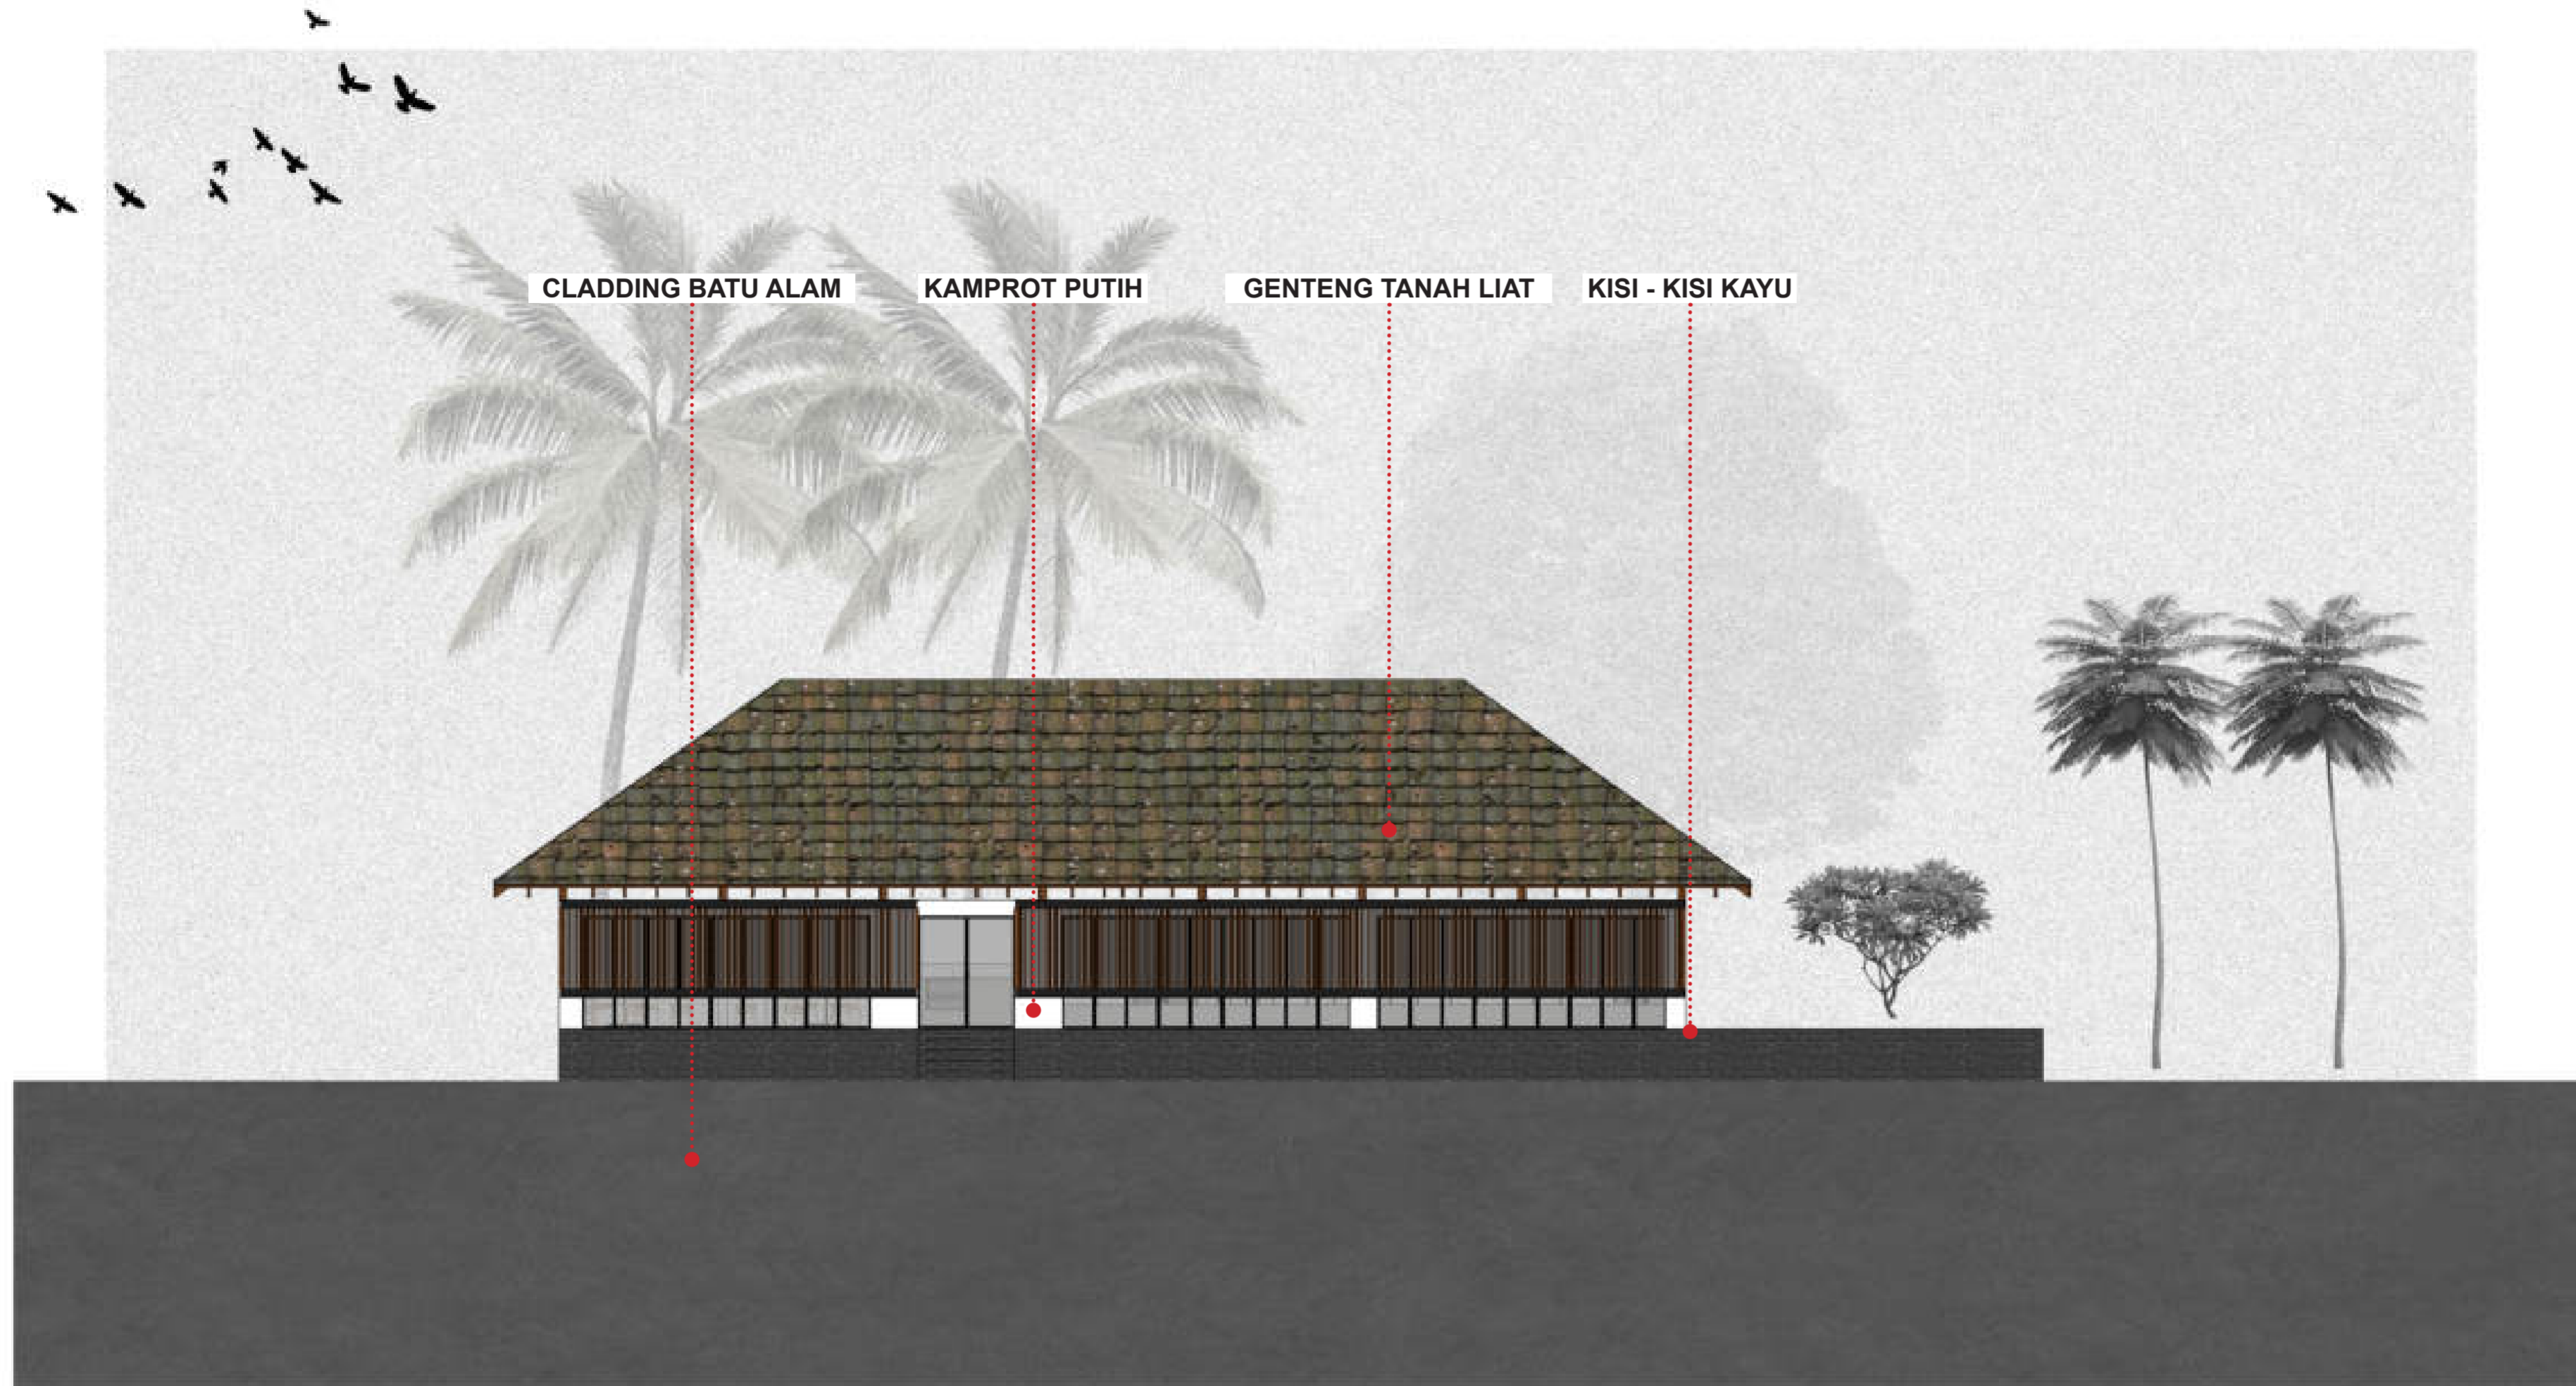 CLADDING BATU ALAM
KAMPROT PUTIH
GENTENG TANAH LIAT
KISI - KISI KAYU